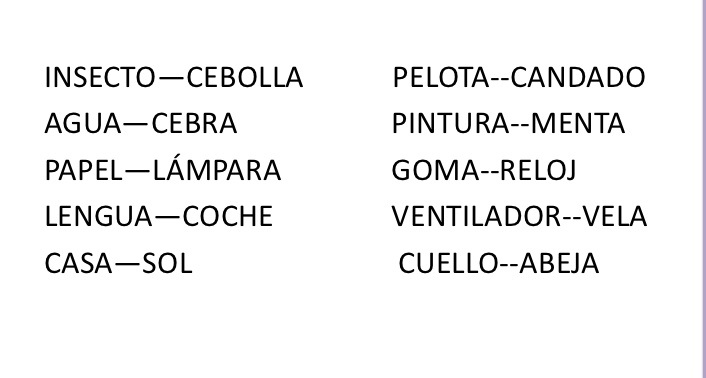 INSECTO—CEBOLLA
AGUA—CEBRA
PAPEL—LÁMPARA
LENGUA—COCHE
CASA—SOL
PELOTA--CANDADO
PINTURA--MENTA
GOMA--RELOJ
VENTILADOR--VELA
CUELLO--ABEJA